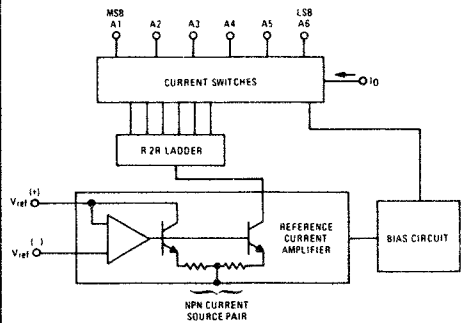 MSB LSB
A1 A2 A3 A4 A5 A6
CURRENT SWITCHES
I0
R 2R LADDER
Vref (+)
Vref (-)
REFERENCE
CURRENT
AMPLIFIER
BIAS CIRCUIT
NPN CURRENT
SOURCE PAIR